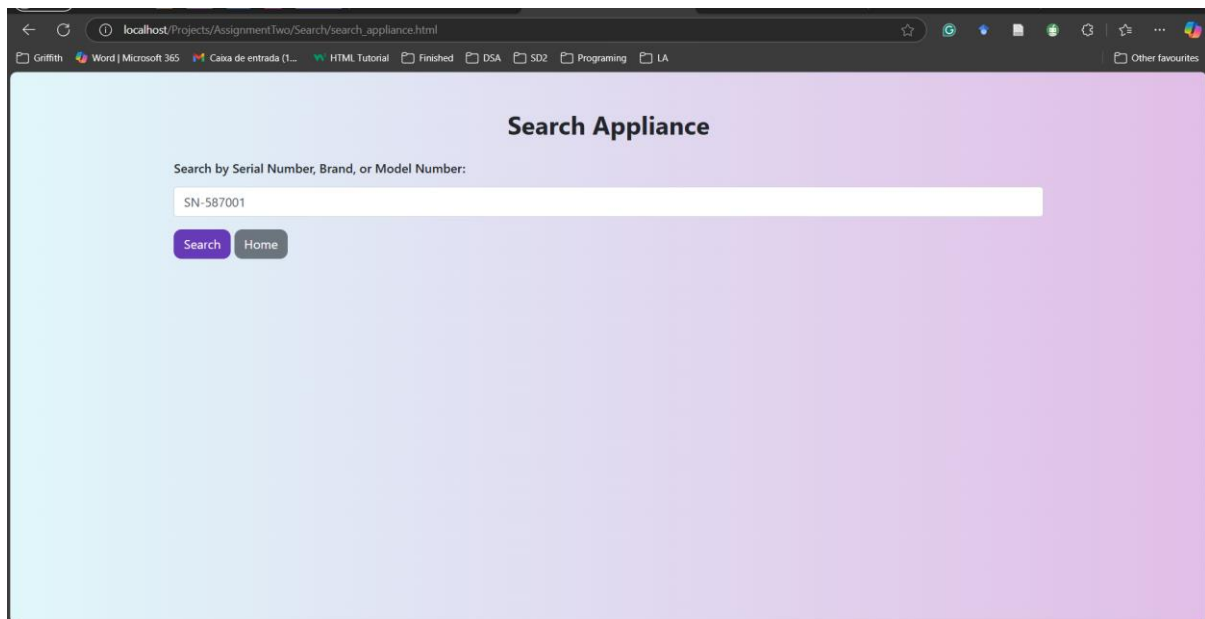 localhost/Projects/AssignmentTwo/Search/search_appliance.html
Griffith Word | Microsoft 365 Caixa de entrada (1... HTML Tutorial Finished DSA SD2 Programing LA Other favourites
Search Appliance
Search by Serial Number, Brand, or Model Number:
SN-587001
Search Home